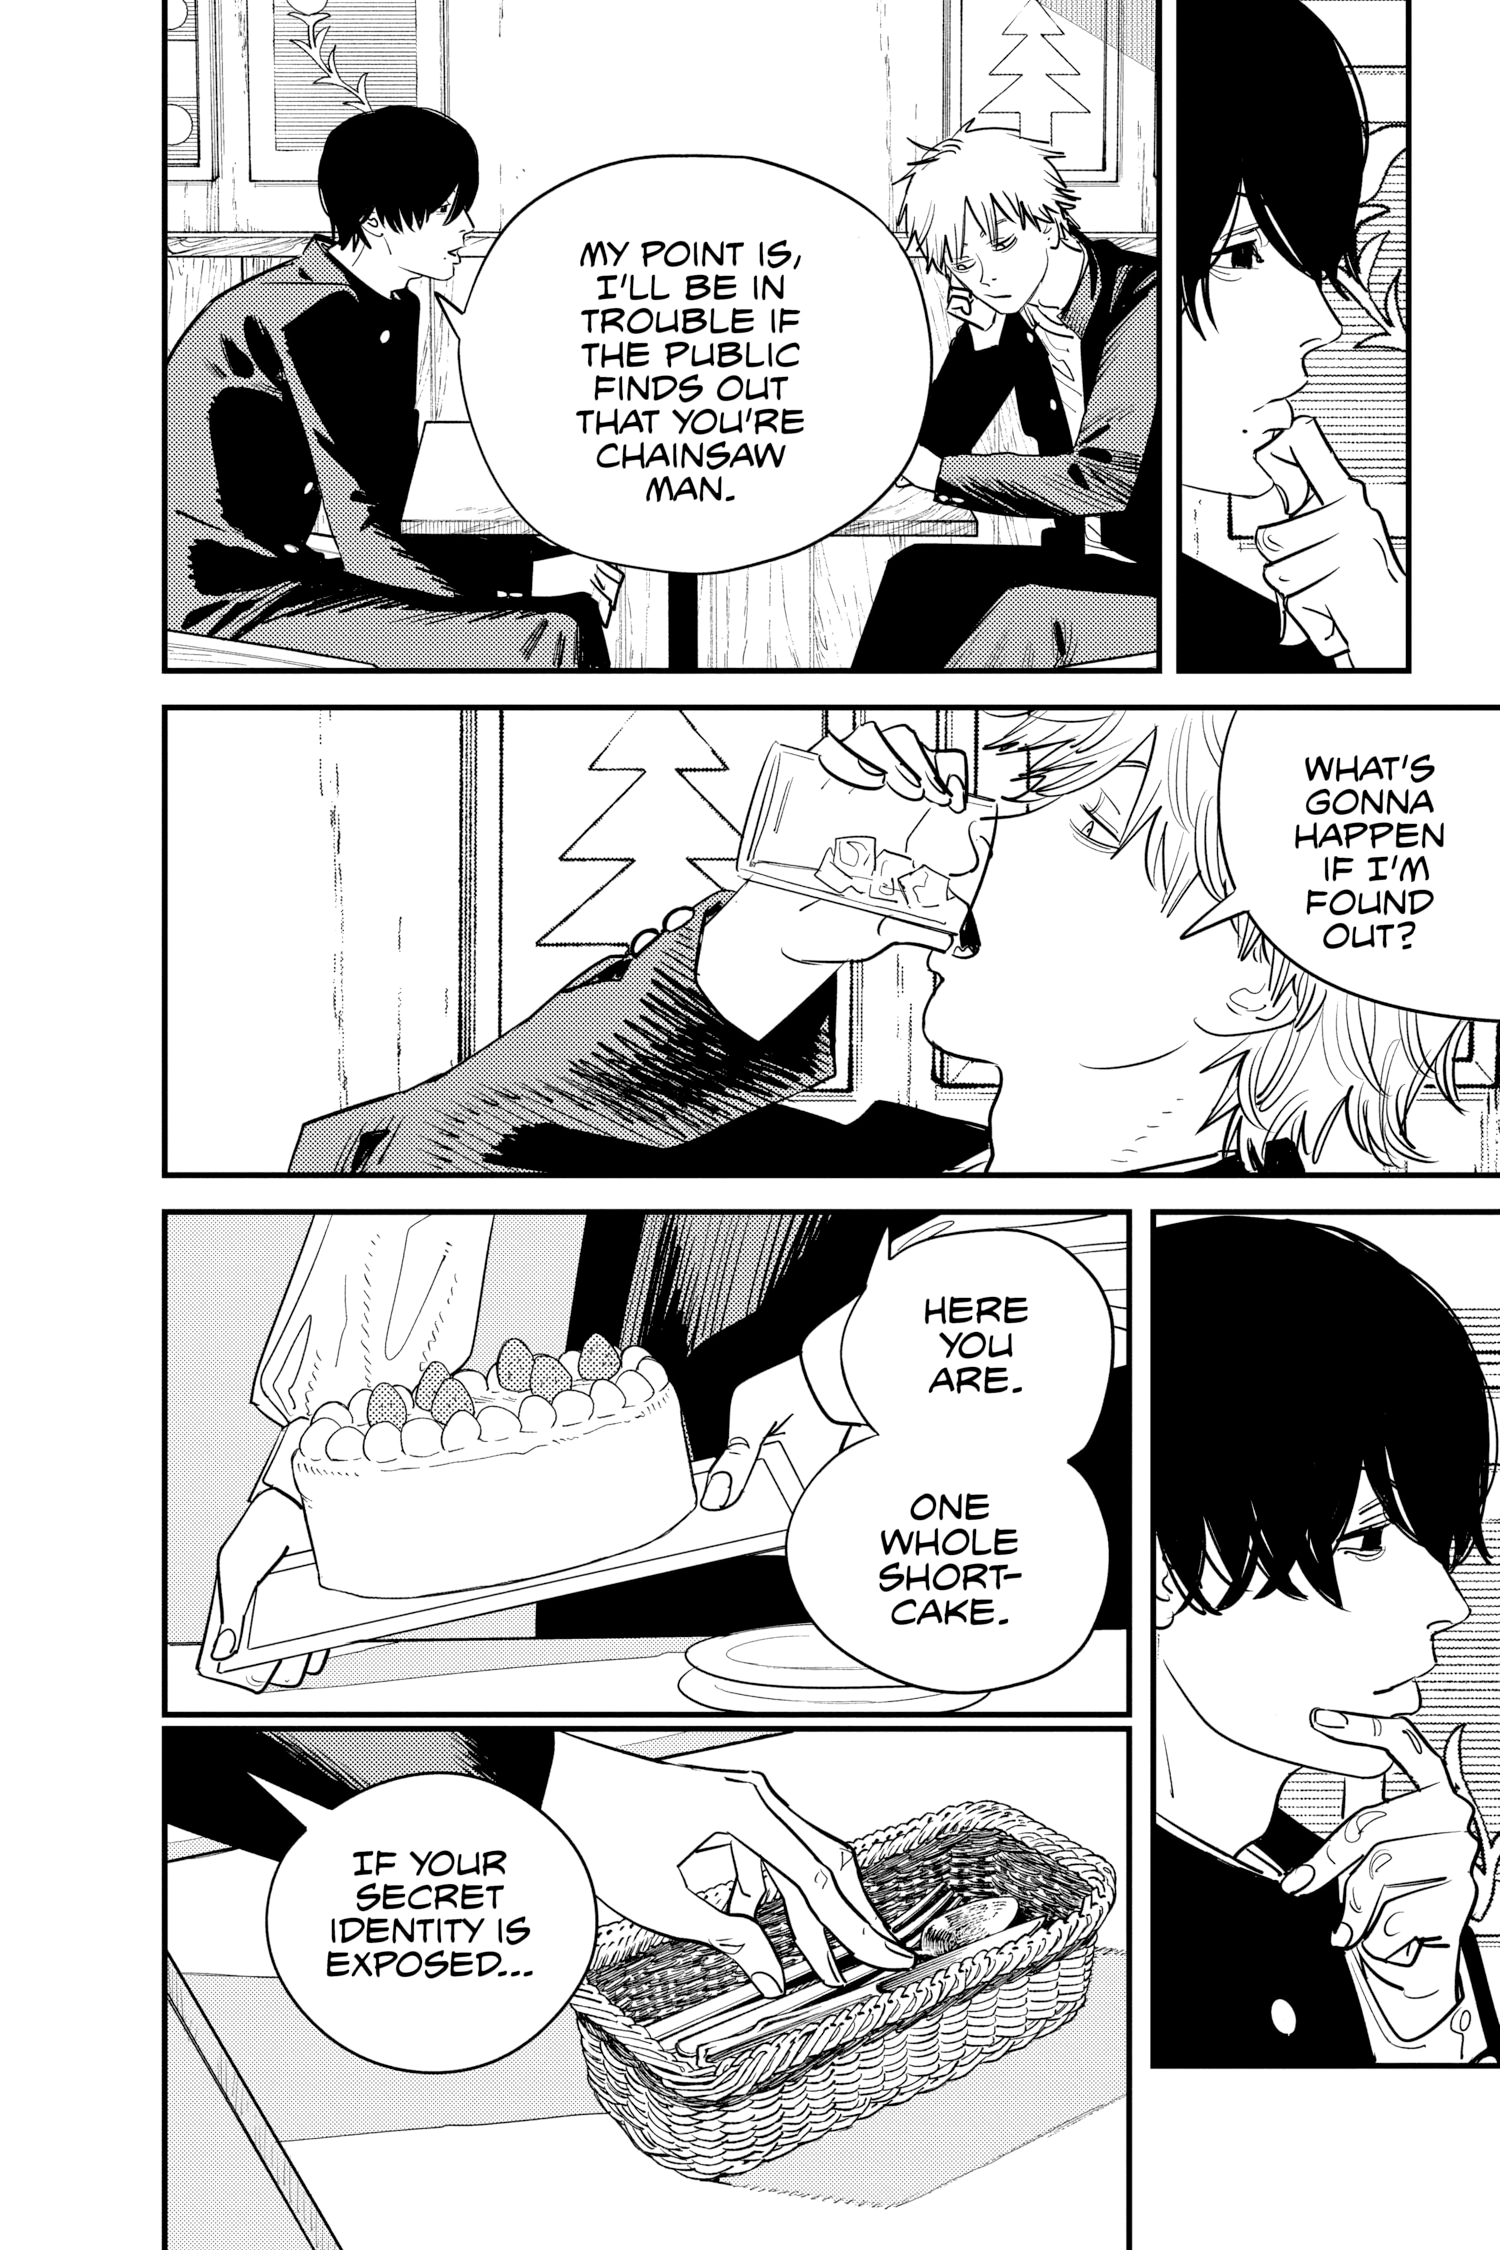 MY POINT IS,
I'LL BE IN
TROUBLE IF
THE PUBLIC
FINDS OUT
THAT YOU'RE
CHAINSAW
MAN.
WHAT'S
GONNA
HAPPEN
IF I'M
FOUND
OUT?
HERE
YOU
ARE.
ONE
WHOLE
SHORT-
CAKE.
IF YOUR
SECRET
IDENTITY IS
EXPOSED...